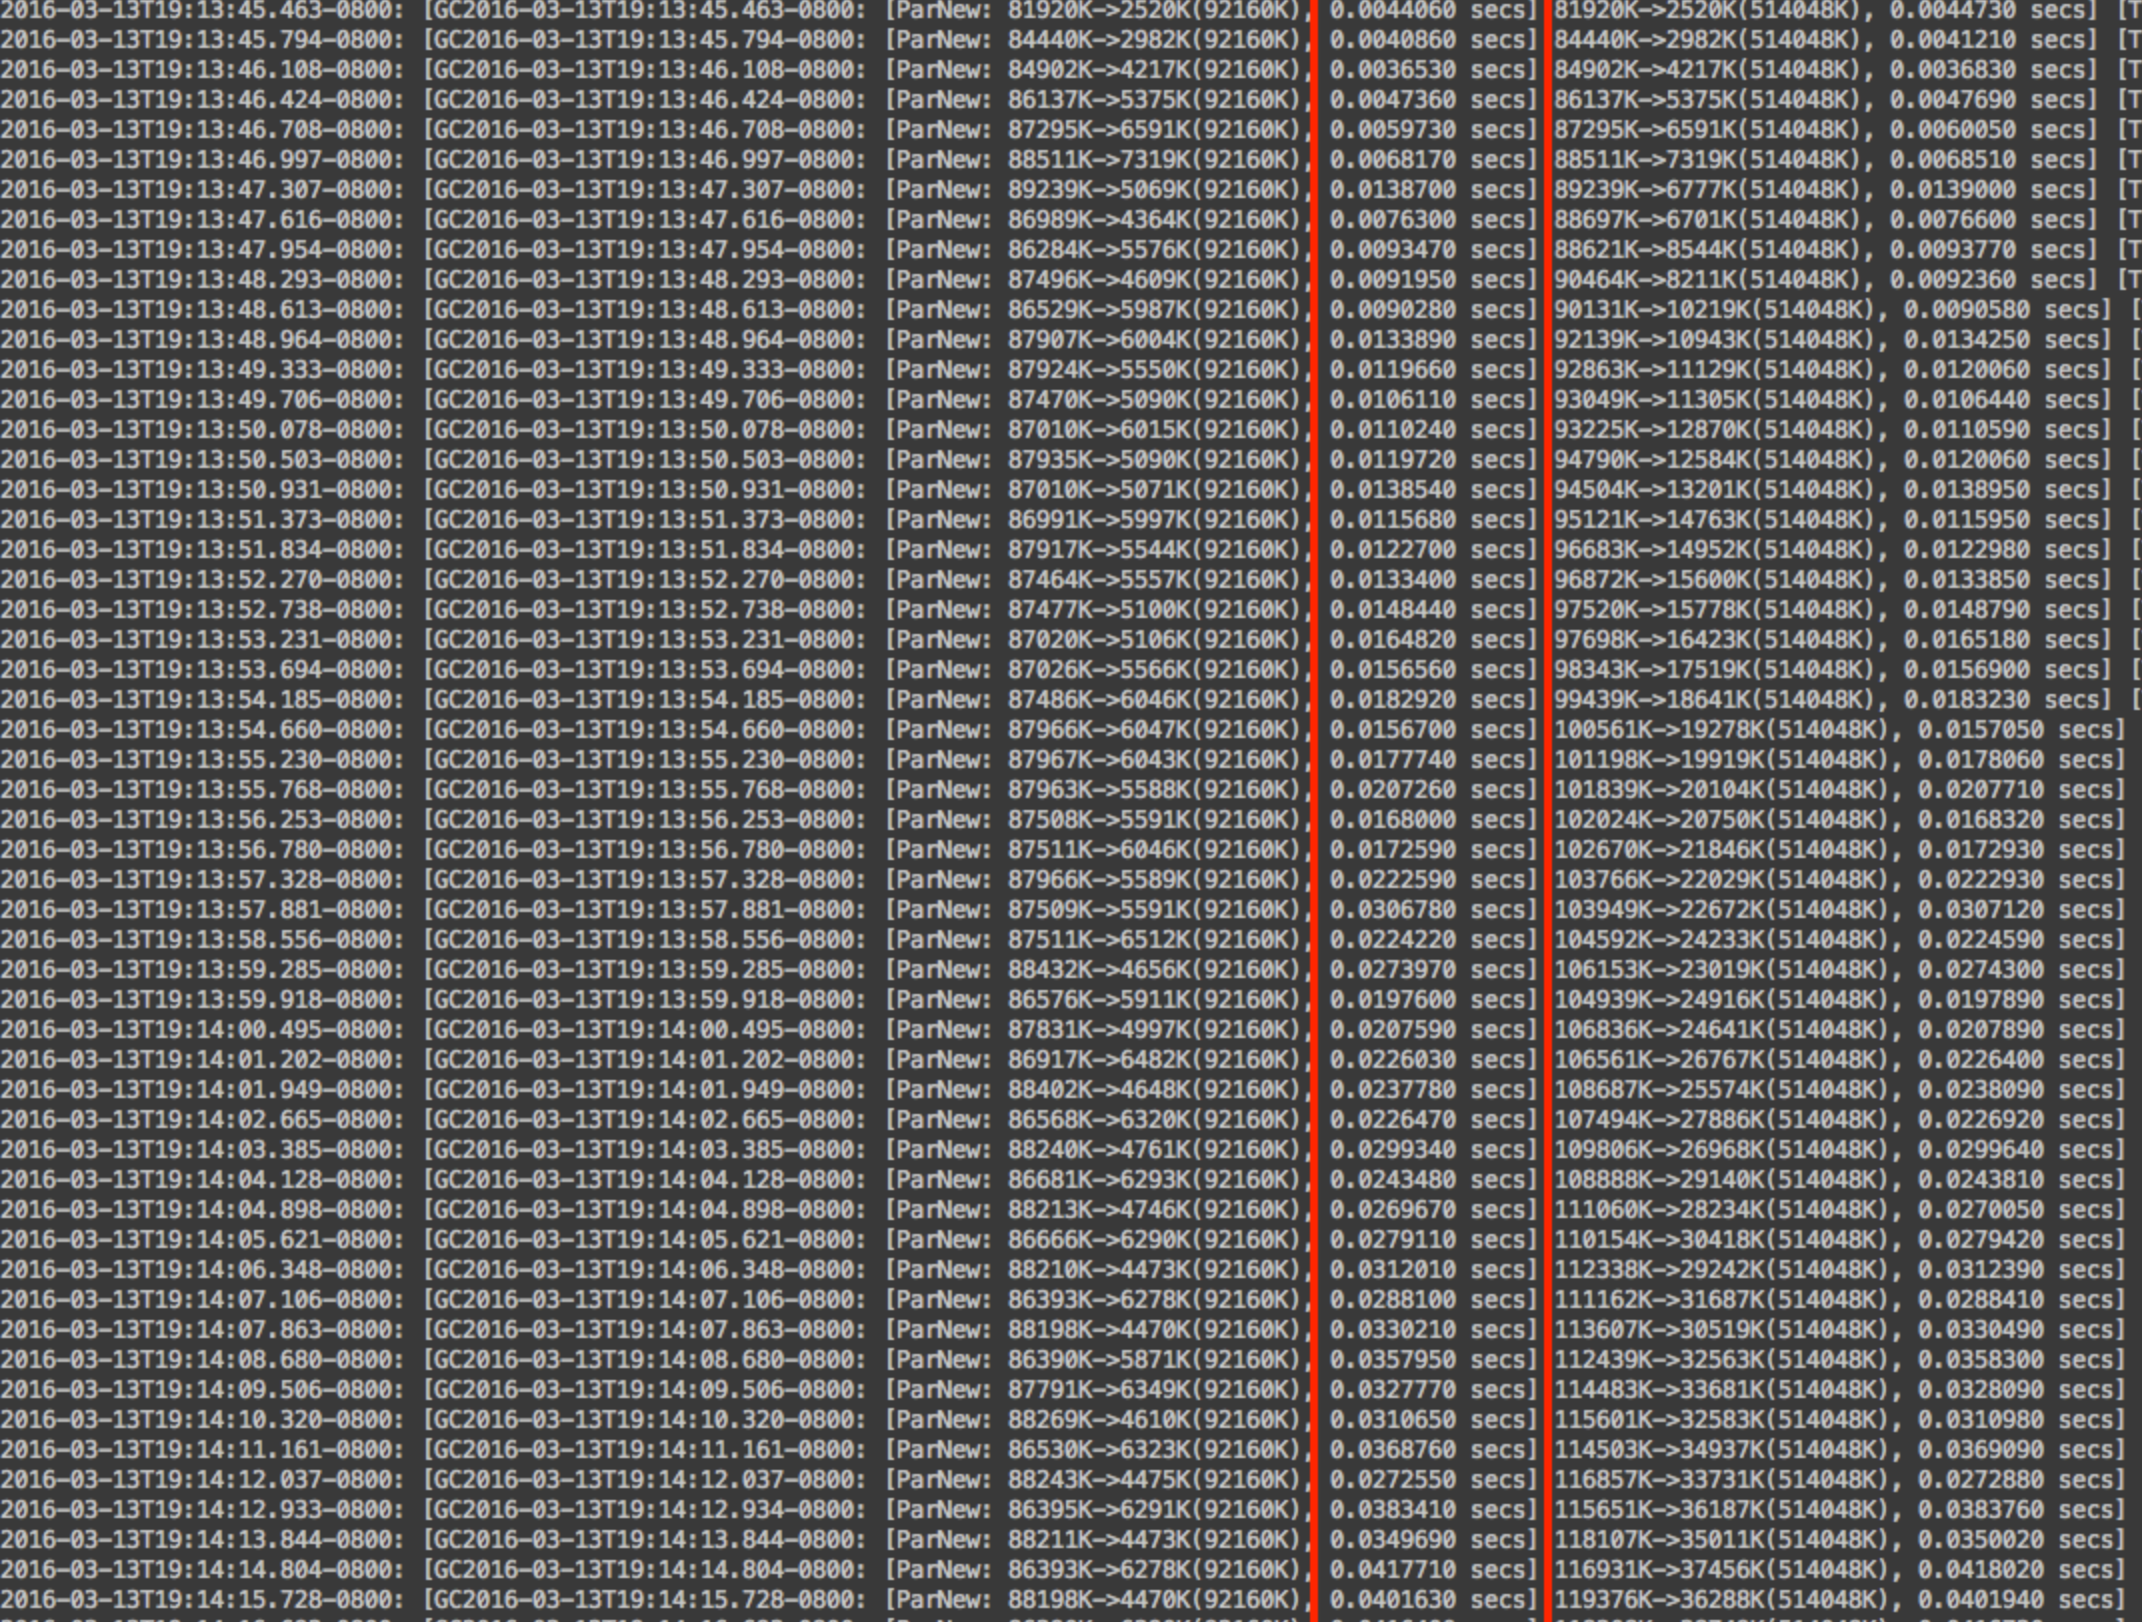 2016-03-13T19:13:45.463-0800: [GC2016-03-13T19:13:45.463-0800: [ParNew: 81920K->2520K(92160K), 0.0044060 secs] 81920K->2520K(514048K), 0.0044730 secs] [T
2016-03-13T19:13:45.794-0800: [GC2016-03-13T19:13:45.794-0800: [ParNew: 84440K->2982K(92160K), 0.0040860 secs] 84440K->2982K(514048K), 0.0041210 secs] [T
2016-03-13T19:13:46.108-0800: [GC2016-03-13T19:13:46.108-0800: [ParNew: 84902K->4217K(92160K), 0.0036530 secs] 84902K->4217K(514048K), 0.0036830 secs] [T
2016-03-13T19:13:46.424-0800: [GC2016-03-13T19:13:46.424-0800: [ParNew: 86137K->5375K(92160K), 0.0047360 secs] 86137K->5375K(514048K), 0.0047690 secs] [T
2016-03-13T19:13:46.708-0800: [GC2016-03-13T19:13:46.708-0800: [ParNew: 87295K->6591K(92160K), 0.0059730 secs] 87295K->6591K(514048K), 0.0060050 secs] [T
2016-03-13T19:13:46.997-0800: [GC2016-03-13T19:13:46.997-0800: [ParNew: 88511K->7319K(92160K), 0.0068170 secs] 88511K->7319K(514048K), 0.0068510 secs] [T
2016-03-13T19:13:47.307-0800: [GC2016-03-13T19:13:47.307-0800: [ParNew: 89239K->5069K(92160K), 0.0138700 secs] 89239K->6777K(514048K), 0.0139000 secs] [T
2016-03-13T19:13:47.616-0800: [GC2016-03-13T19:13:47.616-0800: [ParNew: 86989K->4364K(92160K), 0.0076300 secs] 88697K->6701K(514048K), 0.0076600 secs] [T
2016-03-13T19:13:47.954-0800: [GC2016-03-13T19:13:47.954-0800: [ParNew: 86284K->5576K(92160K), 0.0093470 secs] 88621K->8544K(514048K), 0.0093770 secs] [T
2016-03-13T19:13:48.293-0800: [GC2016-03-13T19:13:48.293-0800: [ParNew: 87496K->4609K(92160K), 0.0091950 secs] 90464K->8211K(514048K), 0.0092360 secs] [T
2016-03-13T19:13:48.613-0800: [GC2016-03-13T19:13:48.613-0800: [ParNew: 86529K->5987K(92160K), 0.0090280 secs] 90131K->10219K(514048K), 0.0090580 secs] [
2016-03-13T19:13:48.964-0800: [GC2016-03-13T19:13:48.964-0800: [ParNew: 87907K->6004K(92160K), 0.0133890 secs] 92139K->10943K(514048K), 0.0134250 secs] [
2016-03-13T19:13:49.333-0800: [GC2016-03-13T19:13:49.333-0800: [ParNew: 87924K->5550K(92160K), 0.0119660 secs] 92863K->11129K(514048K), 0.0120060 secs] [
2016-03-13T19:13:49.706-0800: [GC2016-03-13T19:13:49.706-0800: [ParNew: 87470K->5090K(92160K), 0.0106110 secs] 93049K->11305K(514048K), 0.0106440 secs] [
2016-03-13T19:13:50.078-0800: [GC2016-03-13T19:13:50.078-0800: [ParNew: 87010K->6015K(92160K), 0.0110240 secs] 93225K->12870K(514048K), 0.0110590 secs] [
2016-03-13T19:13:50.503-0800: [GC2016-03-13T19:13:50.503-0800: [ParNew: 87935K->5090K(92160K), 0.0119720 secs] 94790K->12584K(514048K), 0.0120060 secs] [
2016-03-13T19:13:50.931-0800: [GC2016-03-13T19:13:50.931-0800: [ParNew: 87010K->5071K(92160K), 0.0138540 secs] 94504K->13201K(514048K), 0.0138950 secs] [
2016-03-13T19:13:51.373-0800: [GC2016-03-13T19:13:51.373-0800: [ParNew: 86991K->5997K(92160K), 0.0115680 secs] 95121K->14763K(514048K), 0.0115950 secs] [
2016-03-13T19:13:51.834-0800: [GC2016-03-13T19:13:51.834-0800: [ParNew: 87917K->5544K(92160K), 0.0122700 secs] 96683K->14952K(514048K), 0.0122980 secs] [
2016-03-13T19:13:52.270-0800: [GC2016-03-13T19:13:52.270-0800: [ParNew: 87464K->5557K(92160K), 0.0133400 secs] 96872K->15600K(514048K), 0.0133850 secs] [
2016-03-13T19:13:52.738-0800: [GC2016-03-13T19:13:52.738-0800: [ParNew: 87477K->5100K(92160K), 0.0148440 secs] 97520K->15778K(514048K), 0.0148790 secs] [
2016-03-13T19:13:53.231-0800: [GC2016-03-13T19:13:53.231-0800: [ParNew: 87020K->5106K(92160K), 0.0164820 secs] 97698K->16423K(514048K), 0.0165180 secs] [
2016-03-13T19:13:53.694-0800: [GC2016-03-13T19:13:53.694-0800: [ParNew: 87026K->5566K(92160K), 0.0156560 secs] 98343K->17519K(514048K), 0.0156900 secs] [
2016-03-13T19:13:54.185-0800: [GC2016-03-13T19:13:54.185-0800: [ParNew: 87486K->6046K(92160K), 0.0182920 secs] 99439K->18641K(514048K), 0.0183230 secs] [
2016-03-13T19:13:54.660-0800: [GC2016-03-13T19:13:54.660-0800: [ParNew: 87966K->6047K(92160K), 0.0156700 secs] 100561K->19278K(514048K), 0.0157050 secs]
2016-03-13T19:13:55.230-0800: [GC2016-03-13T19:13:55.230-0800: [ParNew: 87967K->6043K(92160K), 0.0177740 secs] 101198K->19919K(514048K), 0.0178060 secs]
2016-03-13T19:13:55.768-0800: [GC2016-03-13T19:13:55.768-0800: [ParNew: 87963K->5588K(92160K), 0.0207260 secs] 101839K->20104K(514048K), 0.0207710 secs]
2016-03-13T19:13:56.253-0800: [GC2016-03-13T19:13:56.253-0800: [ParNew: 87508K->5591K(92160K), 0.0168000 secs] 102024K->20750K(514048K), 0.0168320 secs]
2016-03-13T19:13:56.780-0800: [GC2016-03-13T19:13:56.780-0800: [ParNew: 87511K->6046K(92160K), 0.0172590 secs] 102670K->21846K(514048K), 0.0172930 secs]
2016-03-13T19:13:57.328-0800: [GC2016-03-13T19:13:57.328-0800: [ParNew: 87966K->5589K(92160K), 0.0222590 secs] 103766K->22029K(514048K), 0.0222930 secs]
2016-03-13T19:13:57.881-0800: [GC2016-03-13T19:13:57.881-0800: [ParNew: 87509K->5591K(92160K), 0.0306780 secs] 103949K->22672K(514048K), 0.0307120 secs]
2016-03-13T19:13:58.556-0800: [GC2016-03-13T19:13:58.556-0800: [ParNew: 87511K->6512K(92160K), 0.0224220 secs] 104592K->24233K(514048K), 0.0224590 secs]
2016-03-13T19:13:59.285-0800: [GC2016-03-13T19:13:59.285-0800: [ParNew: 88432K->4656K(92160K), 0.0273970 secs] 106153K->23019K(514048K), 0.0274300 secs]
2016-03-13T19:13:59.918-0800: [GC2016-03-13T19:13:59.918-0800: [ParNew: 86576K->5911K(92160K), 0.0197600 secs] 104939K->24916K(514048K), 0.0197890 secs]
2016-03-13T19:14:00.495-0800: [GC2016-03-13T19:14:00.495-0800: [ParNew: 87831K->4997K(92160K), 0.0207590 secs] 106836K->24641K(514048K), 0.0207890 secs]
2016-03-13T19:14:01.202-0800: [GC2016-03-13T19:14:01.202-0800: [ParNew: 86917K->6482K(92160K), 0.0226030 secs] 106561K->26767K(514048K), 0.0226400 secs]
2016-03-13T19:14:01.949-0800: [GC2016-03-13T19:14:01.949-0800: [ParNew: 88402K->4648K(92160K), 0.0237780 secs] 108687K->25574K(514048K), 0.0238090 secs]
2016-03-13T19:14:02.665-0800: [GC2016-03-13T19:14:02.665-0800: [ParNew: 86568K->6320K(92160K), 0.0226470 secs] 107494K->27886K(514048K), 0.0226920 secs]
2016-03-13T19:14:03.385-0800: [GC2016-03-13T19:14:03.385-0800: [ParNew: 88240K->4761K(92160K), 0.0299340 secs] 109806K->26968K(514048K), 0.0299640 secs]
2016-03-13T19:14:04.128-0800: [GC2016-03-13T19:14:04.128-0800: [ParNew: 86681K->6293K(92160K), 0.0243480 secs] 108888K->29140K(514048K), 0.0243810 secs]
2016-03-13T19:14:04.898-0800: [GC2016-03-13T19:14:04.898-0800: [ParNew: 88213K->4746K(92160K), 0.0269670 secs] 111060K->28234K(514048K), 0.0270050 secs]
2016-03-13T19:14:05.621-0800: [GC2016-03-13T19:14:05.621-0800: [ParNew: 86666K->6290K(92160K), 0.0279110 secs] 110154K->30418K(514048K), 0.0279420 secs]
2016-03-13T19:14:06.348-0800: [GC2016-03-13T19:14:06.348-0800: [ParNew: 88210K->4473K(92160K), 0.0312010 secs] 112338K->29242K(514048K), 0.0312390 secs]
2016-03-13T19:14:07.106-0800: [GC2016-03-13T19:14:07.106-0800: [ParNew: 86393K->6278K(92160K), 0.0288100 secs] 111162K->31687K(514048K), 0.0288410 secs]
2016-03-13T19:14:07.863-0800: [GC2016-03-13T19:14:07.863-0800: [ParNew: 88198K->4470K(92160K), 0.0330210 secs] 113607K->30519K(514048K), 0.0330490 secs]
2016-03-13T19:14:08.680-0800: [GC2016-03-13T19:14:08.680-0800: [ParNew: 86390K->5871K(92160K), 0.0357950 secs] 112439K->32563K(514048K), 0.0358300 secs]
2016-03-13T19:14:09.506-0800: [GC2016-03-13T19:14:09.506-0800: [ParNew: 87791K->6349K(92160K), 0.0327770 secs] 114483K->33681K(514048K), 0.0328090 secs]
2016-03-13T19:14:10.320-0800: [GC2016-03-13T19:14:10.320-0800: [ParNew: 88269K->4610K(92160K), 0.0310650 secs] 115601K->32583K(514048K), 0.0310980 secs]
2016-03-13T19:14:11.161-0800: [GC2016-03-13T19:14:11.161-0800: [ParNew: 86530K->6323K(92160K), 0.0368760 secs] 114503K->34937K(514048K), 0.0369090 secs]
2016-03-13T19:14:12.037-0800: [GC2016-03-13T19:14:12.037-0800: [ParNew: 88243K->4475K(92160K), 0.0272550 secs] 116857K->33731K(514048K), 0.0272880 secs]
2016-03-13T19:14:12.933-0800: [GC2016-03-13T19:14:12.934-0800: [ParNew: 86395K->6291K(92160K), 0.0383410 secs] 115651K->36187K(514048K), 0.0383760 secs]
2016-03-13T19:14:13.844-0800: [GC2016-03-13T19:14:13.844-0800: [ParNew: 88211K->4473K(92160K), 0.0349690 secs] 118107K->35011K(514048K), 0.0350020 secs]
2016-03-13T19:14:14.804-0800: [GC2016-03-13T19:14:14.804-0800: [ParNew: 86393K->6278K(92160K), 0.0417710 secs] 116931K->37456K(514048K), 0.0418020 secs]
2016-03-13T19:14:15.728-0800: [GC2016-03-13T19:14:15.728-0800: [ParNew: 88198K->4470K(92160K), 0.0401630 secs] 119376K->36288K(514048K), 0.0401940 secs]